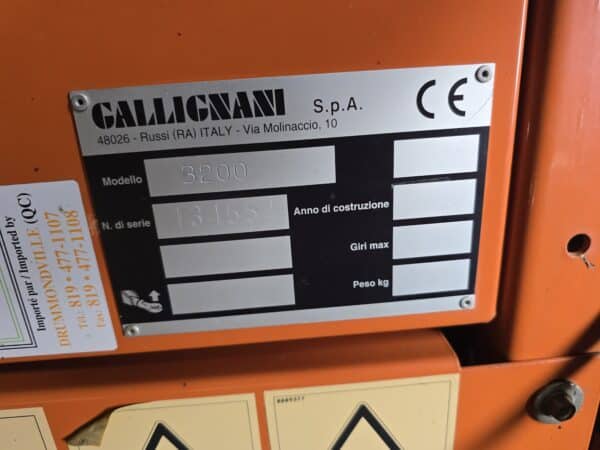 GALLIGNANI S.p.A. CE
48026 - Russi (RA) ITALY - Via Molinaccio, 10
Modello 3200
N. di serie
Anno di costruzione
Giri max
Peso kg
Importé par / Imported by
DRUMMONDVILLE (QC)
Tél.: 819 • 477-1107
Fax: 819 • 477-1108